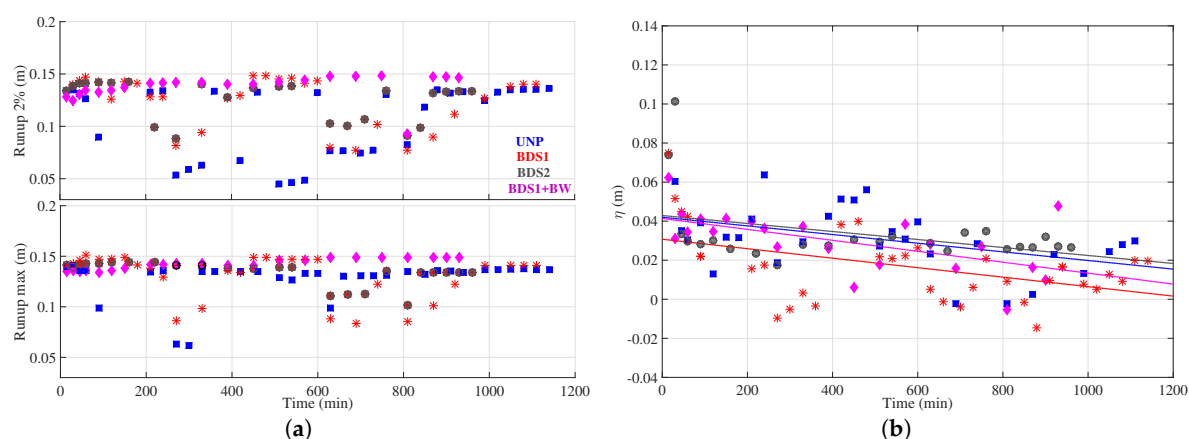 0.2
0.15
0.1
0.05
Runup 2% (m)
UNP
BDS1
BDS2
BDS1+BW
0.2
0.15
0.1
0.05
Runup max (m)
0 200 400 600 800 1000 1200
Time (min)
(a)
0.14
0.12
0.1
0.08
0.06
0.04
0.02
0
-0.02
-0.04
η (m)
0 200 400 600 800 1000 1200
Time (min)
(b)